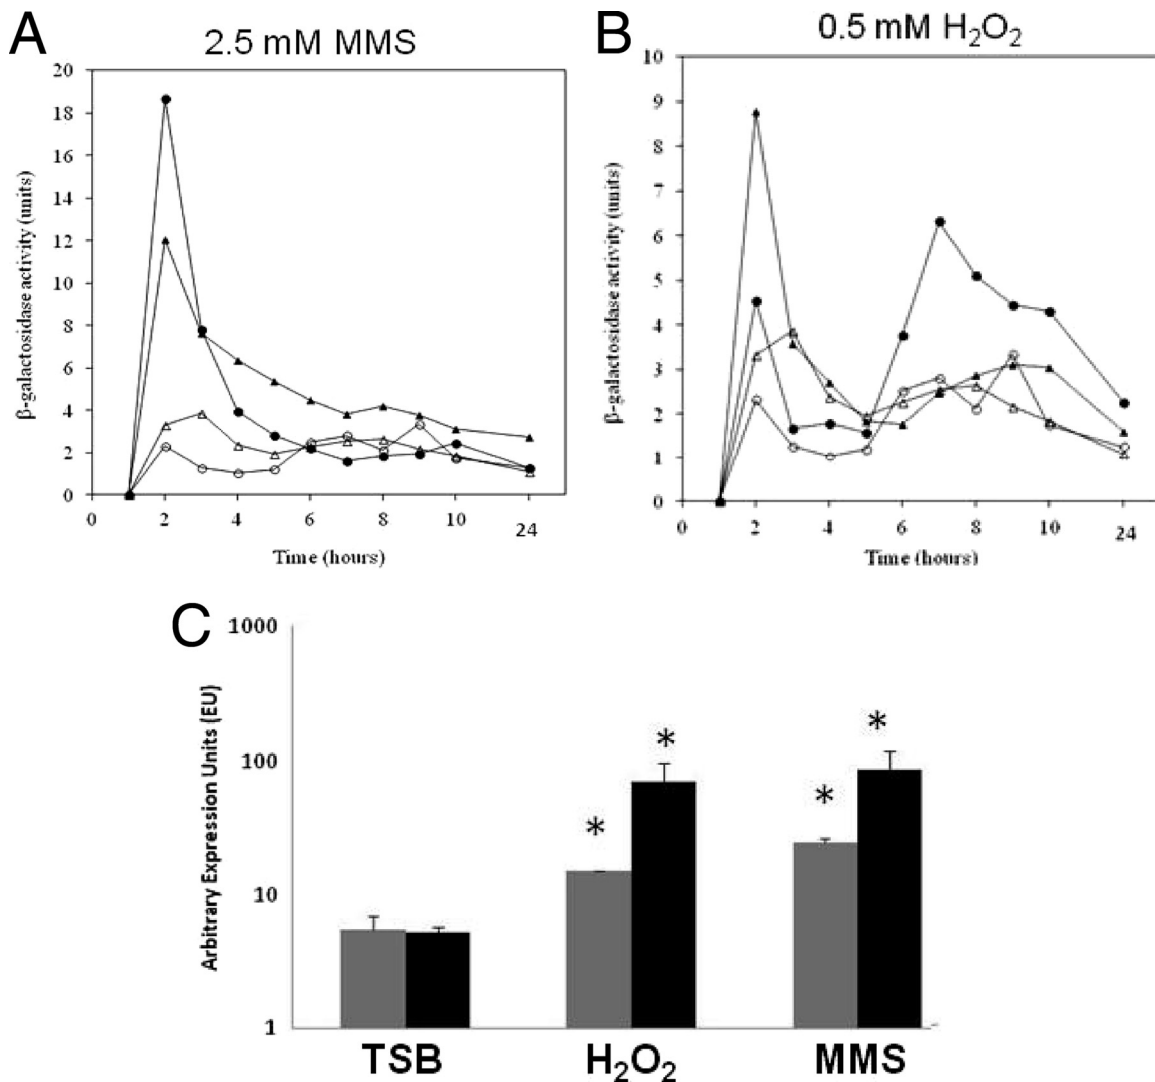 A
2.5 mM MMS
20
18
16
14
12
10
8
6
4
2
0
β-galactosidase activity (units)
0 2 4 6 8 10 24
Time (hours)
B
0.5 mM H₂O₂
10
9
8
7
6
5
4
3
2
1
0
β-galactosidase activity (units)
0 2 4 6 8 10 24
Time (hours)
C
1000
100
10
1
Arbitrary Expression Units (EU)
* * * *
TSB H₂O₂ MMS